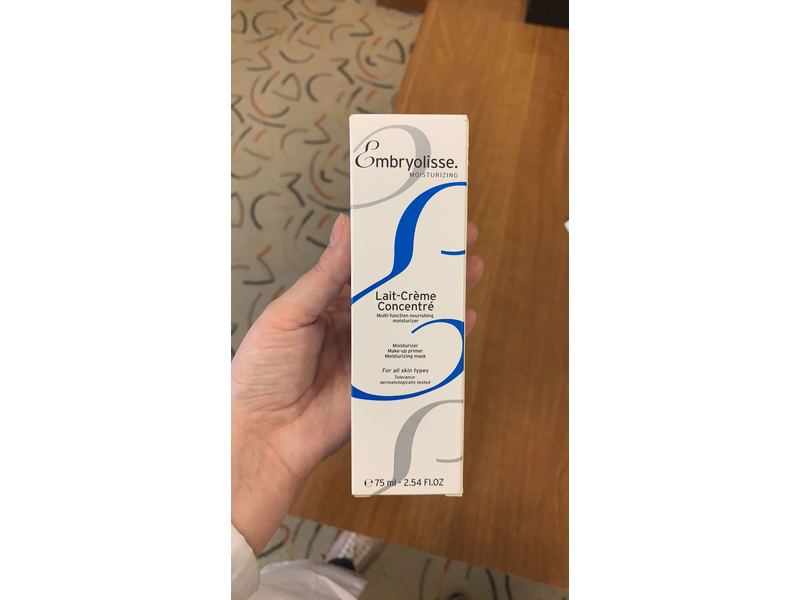 Embryolisse.
MOISTURIZING
Lait-Crème
Concentré
Multi-function nourishing
moisturizer
Moisturizer
Make-up primer
Moisturizing mask
For all skin types
Tolerance
dermatologically tested
℮ 75 ml - 2.54 Fl.OZ